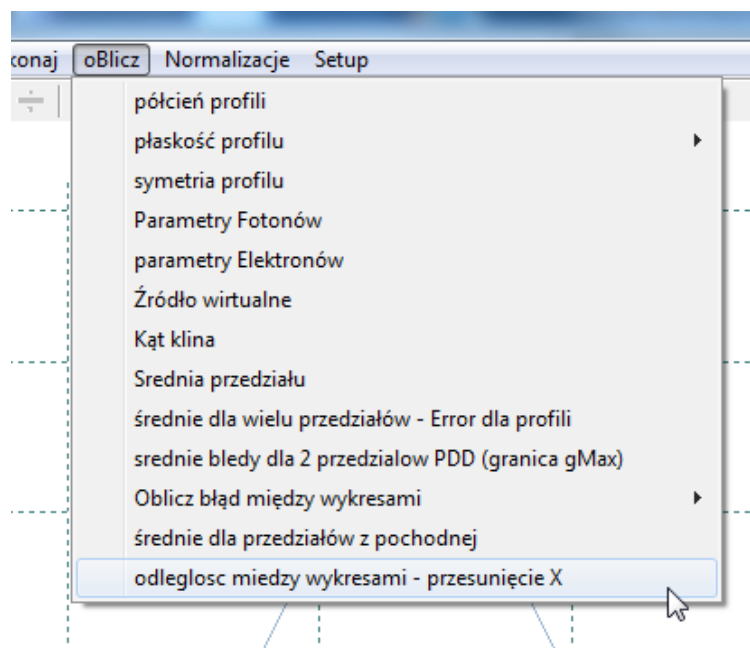 konaj oBlicz Normalizacje Setup
półcień profili
płaskość profilu
symetria profilu
Parametry Fotonów
parametry Elektronów
Źródło wirtualne
Kąt klina
Srednia przedziału
średnie dla wielu przedziałów - Error dla profili
srednie bledy dla 2 przedzialow PDD (granica gMax)
Oblicz błąd między wykresami
średnie dla przedziałów z pochodnej
odleglosc miedzy wykresami - przesunięcie X